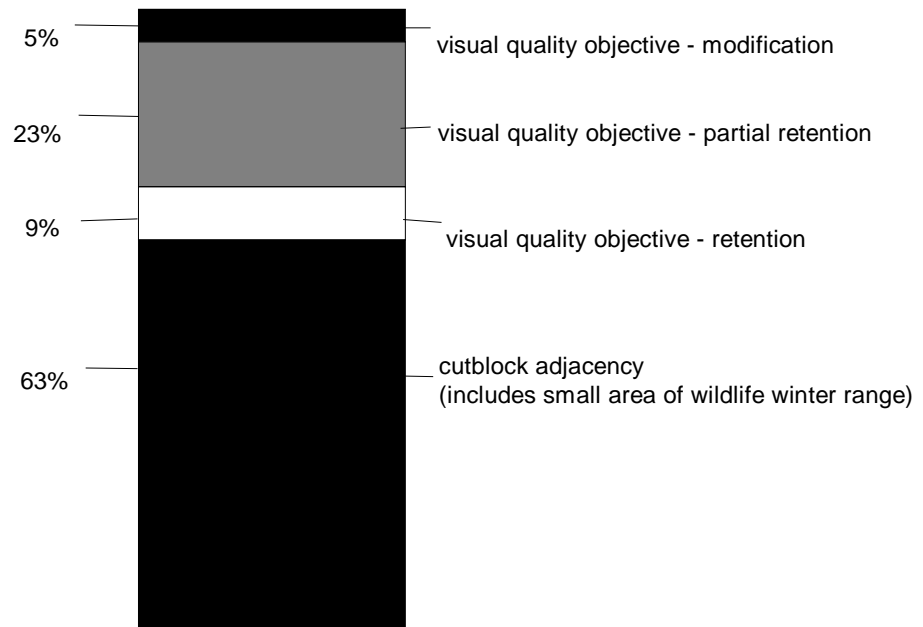 5%
visual quality objective - modification
23%
visual quality objective - partial retention
9%
visual quality objective - retention
63%
cutblock adjacency
(includes small area of wildlife winter range)